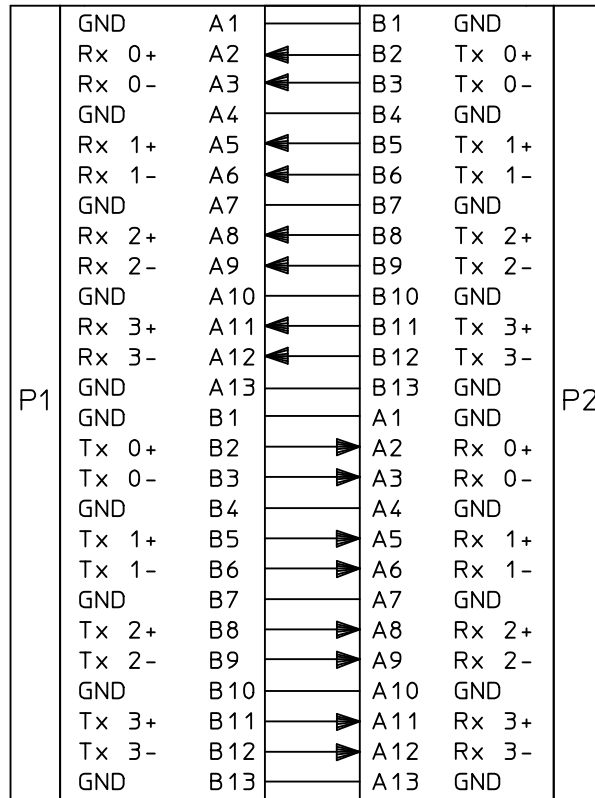 GND A1 B1 GND
Rx 0+ A2 B2 Tx 0+
Rx 0- A3 B3 Tx 0-
GND A4 B4 GND
Rx 1+ A5 B5 Tx 1+
Rx 1- A6 B6 Tx 1-
GND A7 B7 GND
Rx 2+ A8 B8 Tx 2+
Rx 2- A9 B9 Tx 2-
GND A10 B10 GND
Rx 3+ A11 B11 Tx 3+
Rx 3- A12 B12 Tx 3-
GND A13 B13 GND
P1 P2
GND B1 A1 GND
Tx 0+ B2 A2 Rx 0+
Tx 0- B3 A3 Rx 0-
GND B4 A4 GND
Tx 1+ B5 A5 Rx 1+
Tx 1- B6 A6 Rx 1-
GND B7 A7 GND
Tx 2+ B8 A8 Rx 2+
Tx 2- B9 A9 Rx 2-
GND B10 A10 GND
Tx 3+ B11 A11 Rx 3+
Tx 3- B12 A12 Rx 3-
GND B13 A13 GND